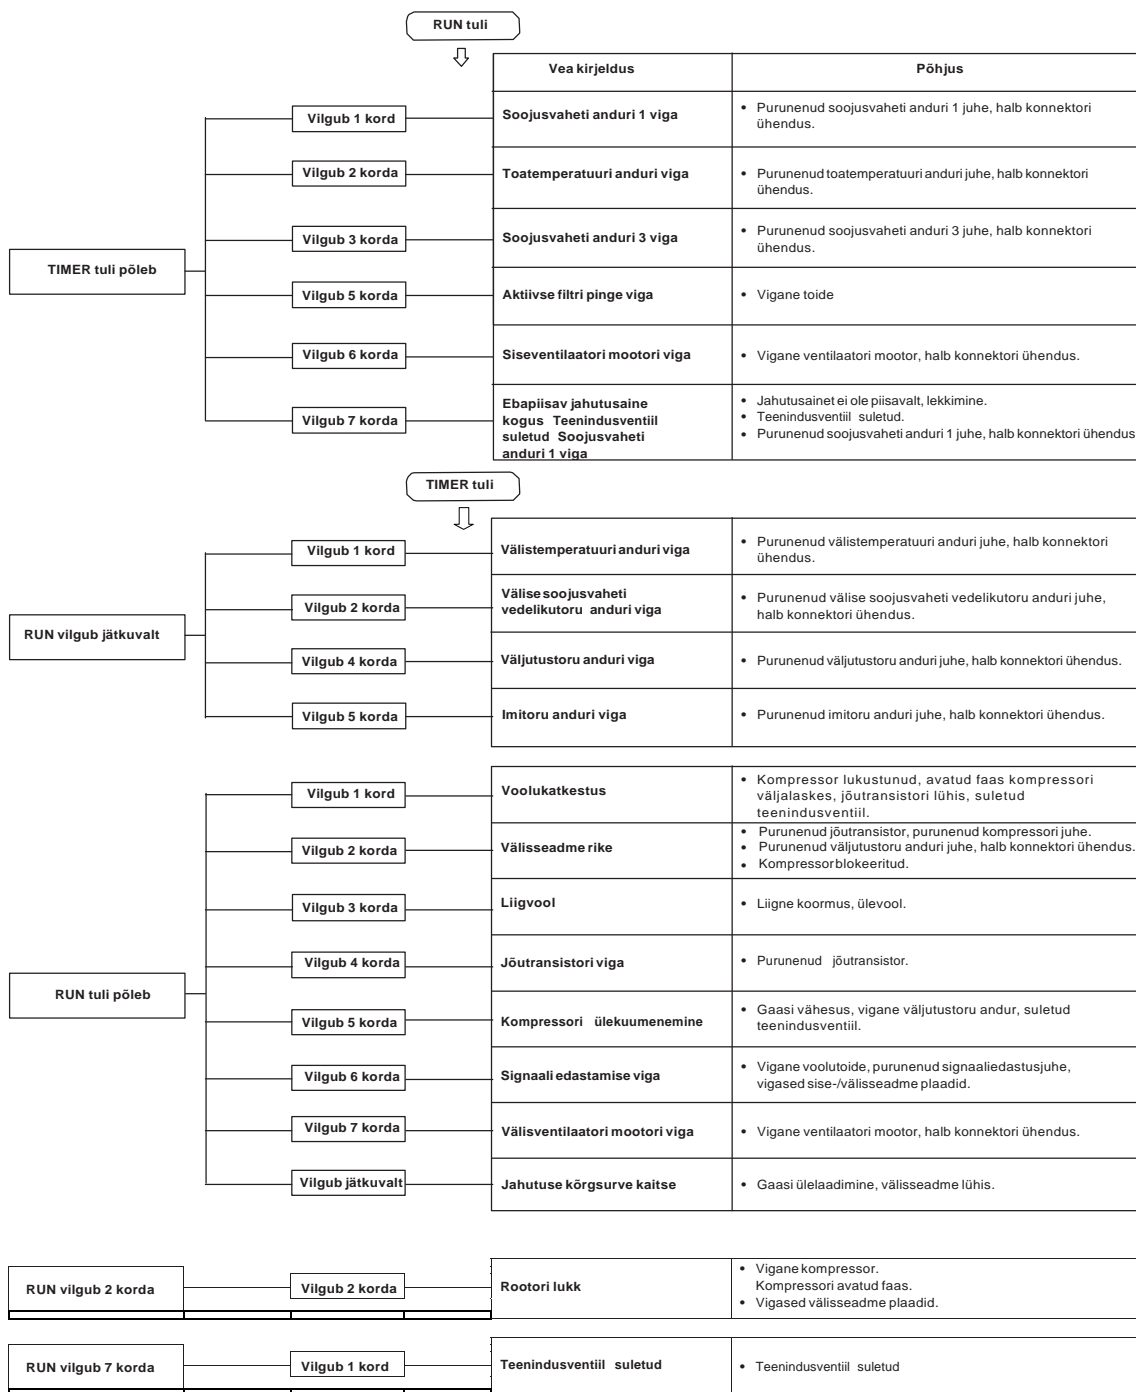 RUN tuli
Vea kirjeldus
Põhjus
TIMER tuli põleb
Vilgub 1 kord
Soojusvaheti anduri 1 viga
• Purunenud soojusvaheti anduri 1 juhe, halb konnektori
ühendus.
Vilgub 2 korda
Toatemperatuuri anduri viga
• Purunenud toatemperatuuri anduri juhe, halb konnektori
ühendus.
Vilgub 3 korda
Soojusvaheti anduri 3 viga
• Purunenud soojusvaheti anduri 3 juhe, halb konnektori
ühendus.
Vilgub 5 korda
Aktiivse filtri pinge viga
• Vigane toide
Vilgub 6 korda
Siseventilaatori mootori viga
• Vigane ventilaatori mootor, halb konnektori ühendus.
Vilgub 7 korda
Ebapiisav jahutusaine
kogus Teenindusventiil
suletud Soojusvaheti
anduri 1 viga
• Jahutusainet ei ole piisavalt, lekkimine.
• Teenindusventiil suletud.
• Purunenud soojusvaheti anduri 1 juhe, halb konnektori ühendus
TIMER tuli
RUN vilgub jätkuvalt
Vilgub 1 kord
Välistemperatuuri anduri viga
• Purunenud välistemperatuuri anduri juhe, halb konnektori
ühendus.
Vilgub 2 korda
Välise soojusvaheti
vedelikutoru anduri viga
• Purunenud välise soojusvaheti vedelikutoru anduri juhe,
halb konnektori ühendus.
Vilgub 4 korda
Väljutustoru anduri viga
• Purunenud väljutustoru anduri juhe, halb konnektori ühendus.
Vilgub 5 korda
Imitoru anduri viga
• Purunenud imitoru anduri juhe, halb konnektori ühendus.
RUN tuli põleb
Vilgub 1 kord
Voolukatkestus
• Kompressor lukustunud, avatud faas kompressori
väljalaskes, jõutransistori lühis, suletud
teenindusventiil.
Vilgub 2 korda
Välisseadme rike
• Purunenud jõutransistor, purunenud kompressori juhe.
• Purunenud väljutustoru anduri juhe, halb konnektori ühendus.
• Kompressor blokeeritud.
Vilgub 3 korda
Liigvool
• Liigne koormus, ülevool.
Vilgub 4 korda
Jõutransistori viga
• Purunenud jõutransistor.
Vilgub 5 korda
Kompressori ülekuumenemine
• Gaasi vähesus, vigane väljutustoru andur, suletud
teenindusventiil.
Vilgub 6 korda
Signaali edastamise viga
• Vigane voolutoide, purunenud signaaliedastusjuhe,
vigased sise-/välisseadme plaadid.
Vilgub 7 korda
Välisventilaatori mootori viga
• Vigane ventilaatori mootor, halb konnektori ühendus.
Vilgub jätkuvalt
Jahutuse kõrgsurve kaitse
• Gaasi ülelaadimine, välisseadme lühis.
RUN vilgub 2 korda
Vilgub 2 korda
Rootori lukk
• Vigane kompressor.
Kompressori avatud faas.
• Vigased välisseadme plaadid.
RUN vilgub 7 korda
Vilgub 1 kord
Teenindusventiil suletud
• Teenindusventiil suletud